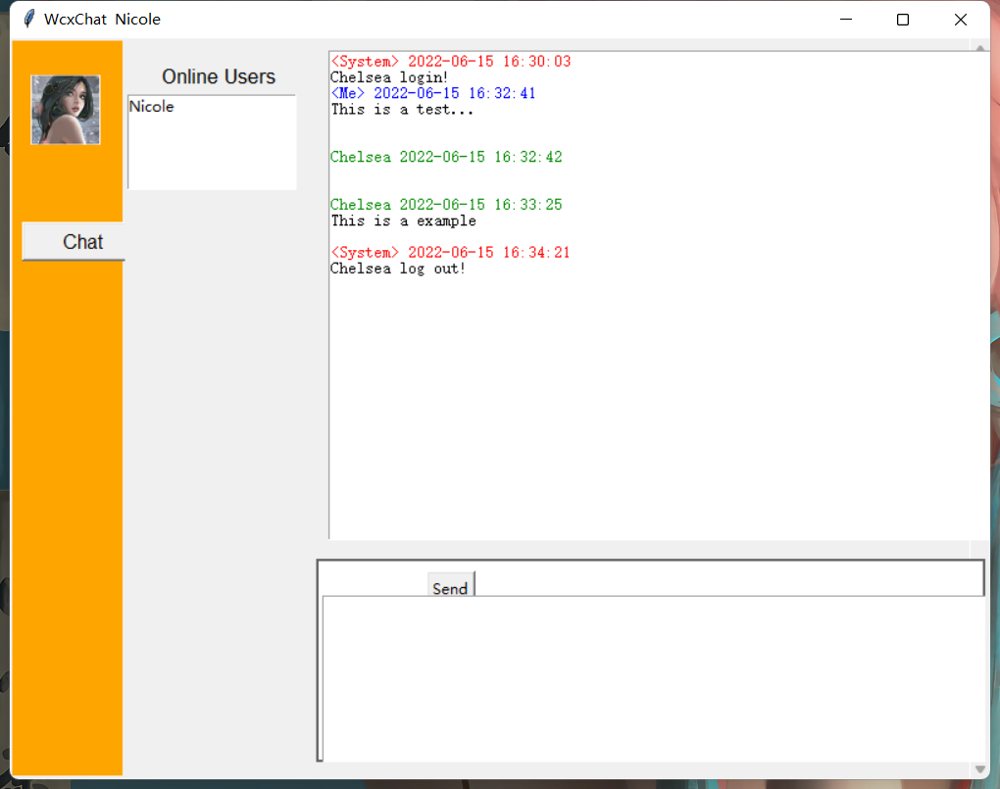 WcxChat Nicole
Online Users
Nicole
Chat
<System> 2022-06-15 16:30:03
Chelsea login!
<Me> 2022-06-15 16:32:41
This is a test...
Chelsea 2022-06-15 16:32:42
Chelsea 2022-06-15 16:33:25
This is a example
<System> 2022-06-15 16:34:21
Chelsea log out!
Send